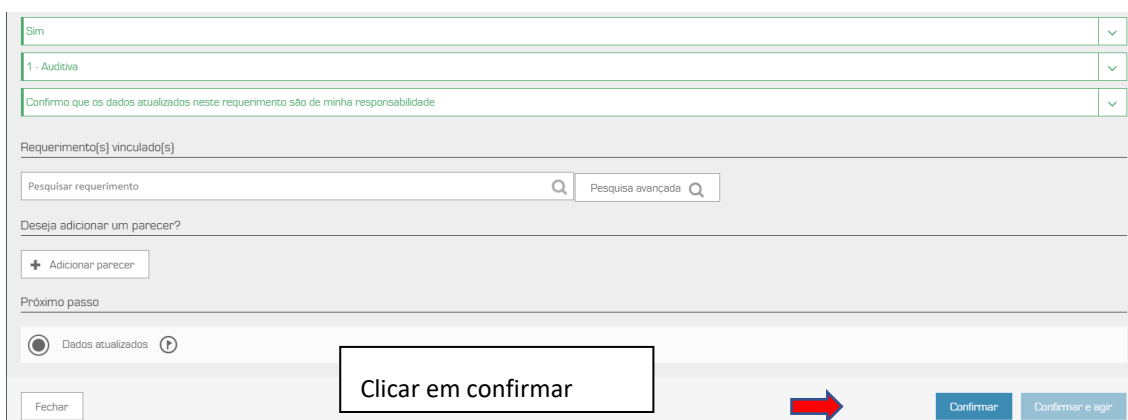 Sim
1 - Auditiva
Confirmo que os dados atualizados neste requerimento são de minha responsabilidade
Requerimento(s) vinculado(s)
Pesquisar requerimento
Pesquisa avançada
Deseja adicionar um parecer?
+ Adicionar parecer
Próximo passo
Dados atualizados
Clicar em confirmar
Fechar
Confirmar
Confirmar e agir